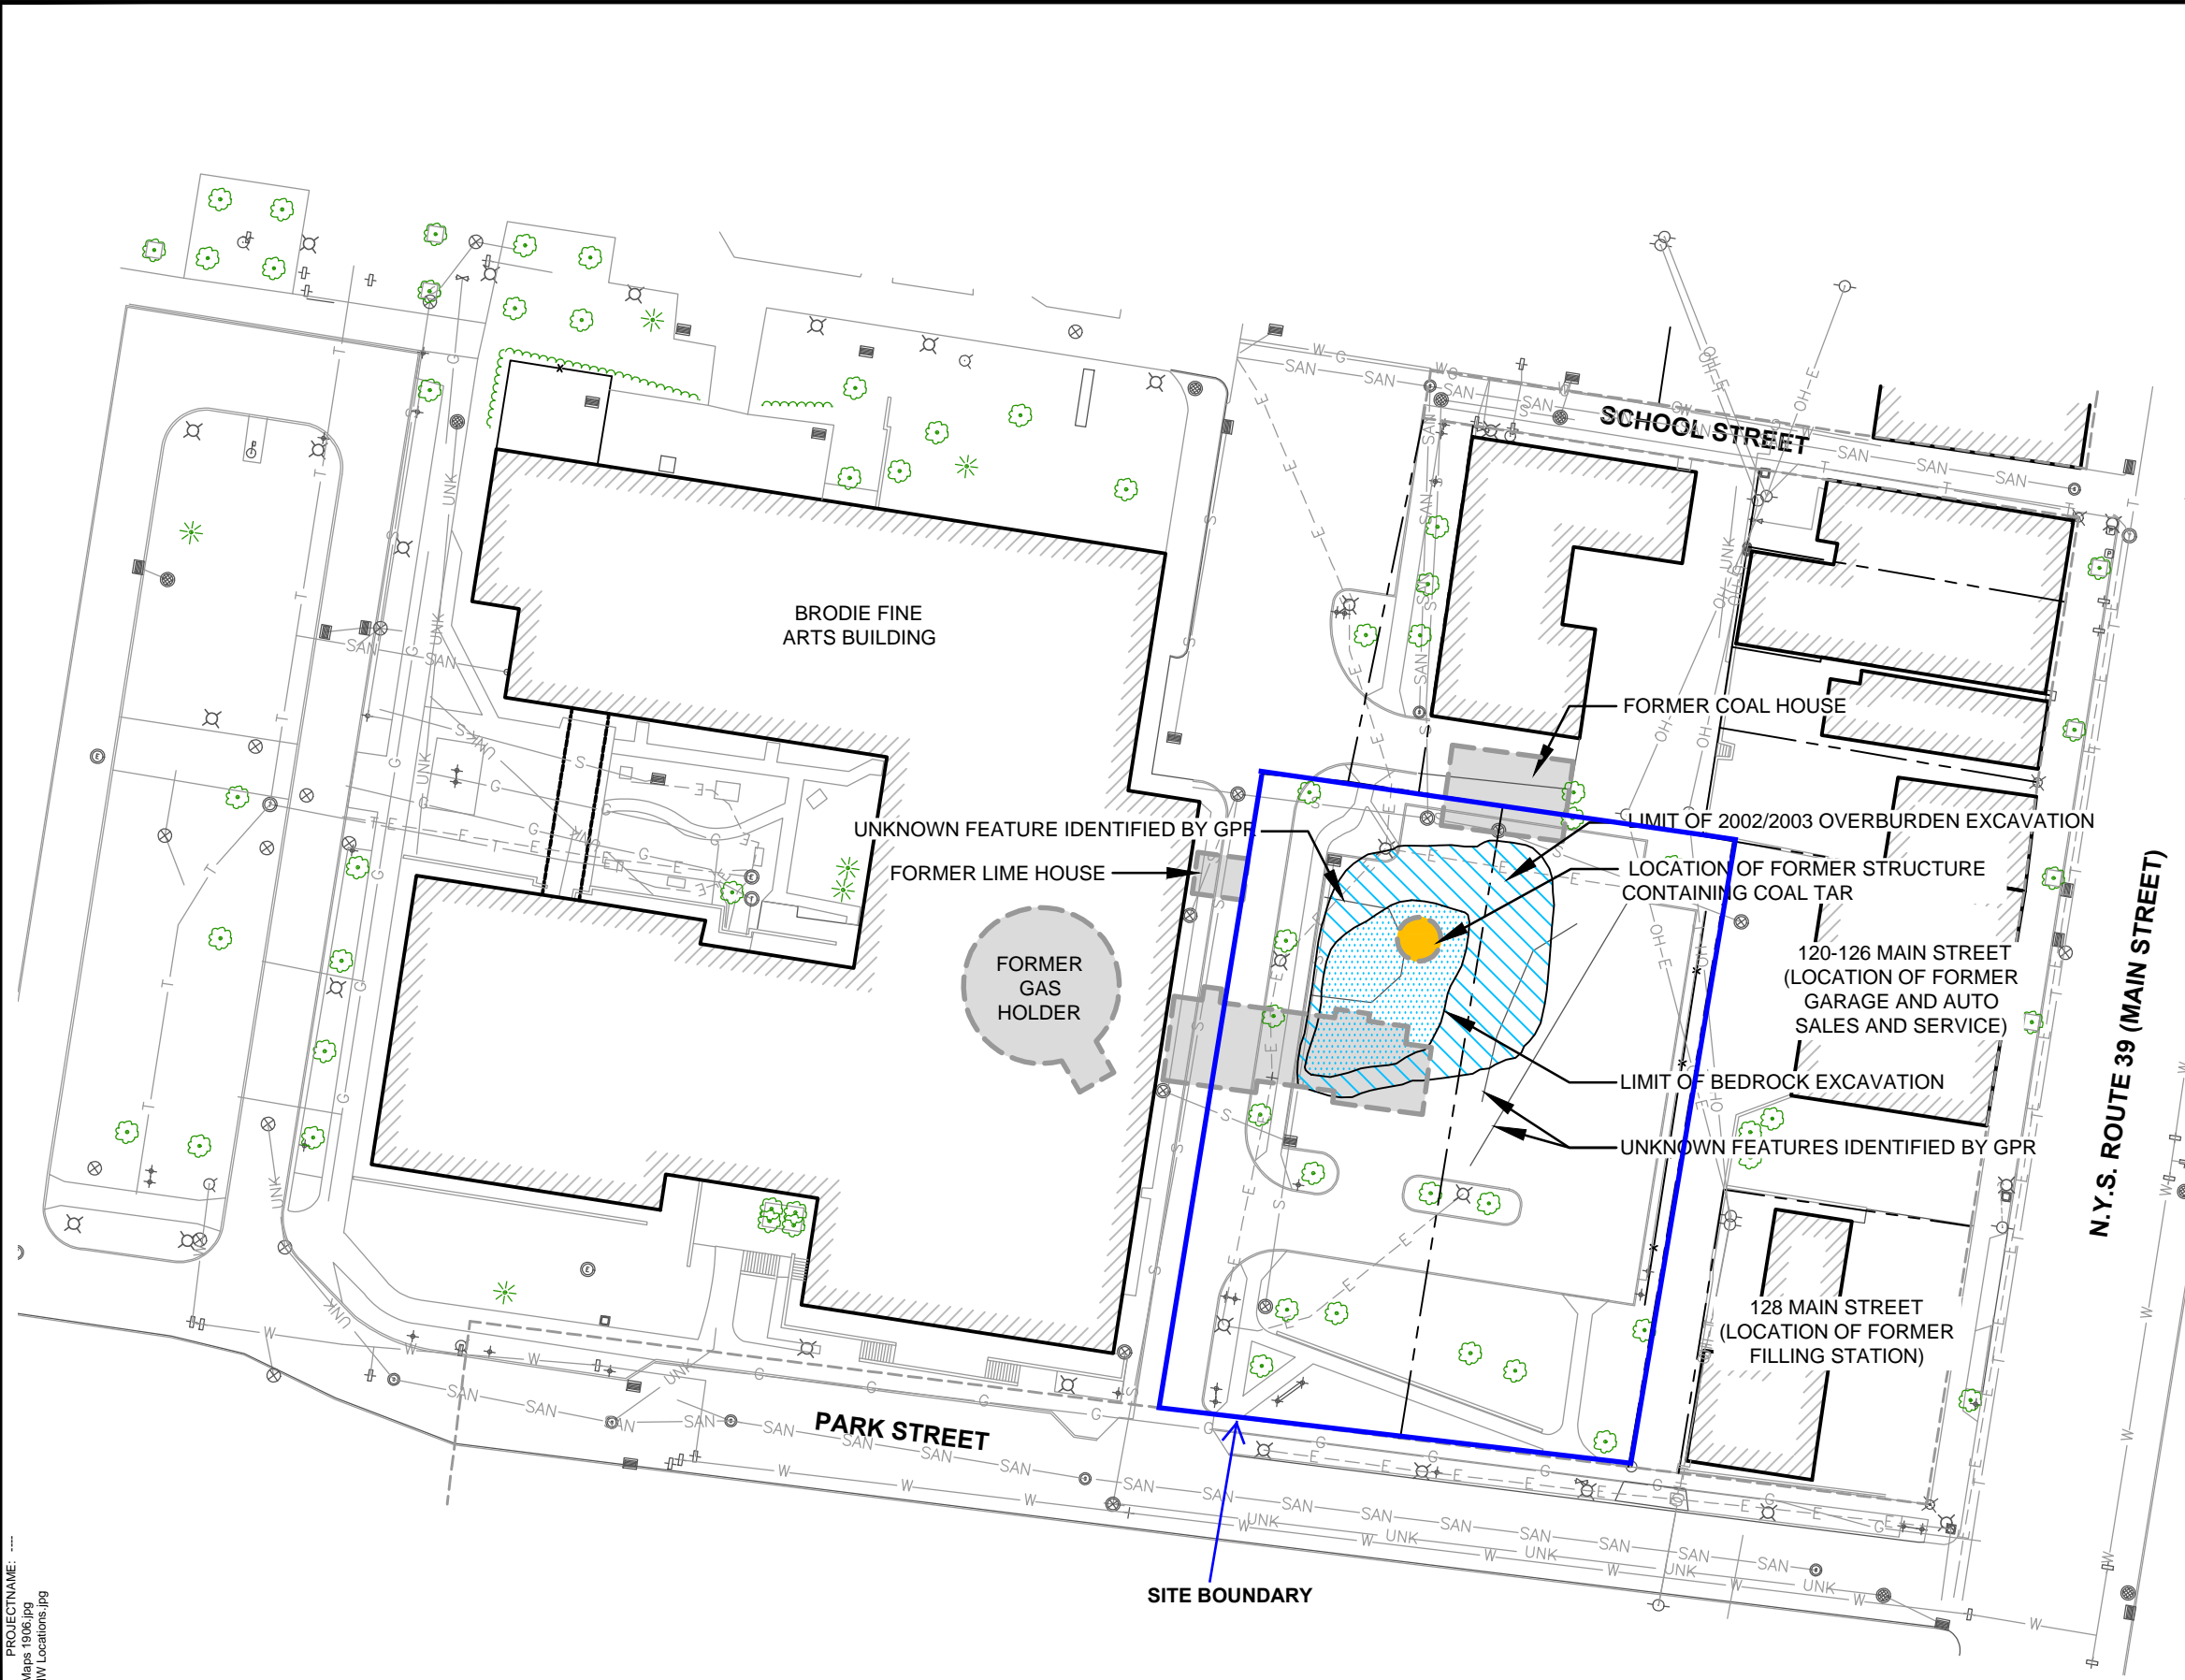 SCHOOL STREET
BRODIE FINE
ARTS BUILDING
FORMER COAL HOUSE
UNKNOWN FEATURE IDENTIFIED BY GPR
LIMIT OF 2002/2003 OVERBURDEN EXCAVATION
FORMER LIME HOUSE
LOCATION OF FORMER STRUCTURE
CONTAINING COAL TAR
FORMER
GAS
HOLDER
120-126 MAIN STREET
(LOCATION OF FORMER
GARAGE AND AUTO
SALES AND SERVICE)
N.Y.S. ROUTE 39 (MAIN STREET)
LIMIT OF BEDROCK EXCAVATION
UNKNOWN FEATURES IDENTIFIED BY GPR
128 MAIN STREET
(LOCATION OF FORMER
FILLING STATION)
PARK STREET
SITE BOUNDARY
PROJECTNAME: ----
Maps 1906.jpg
IW Locations.jpg